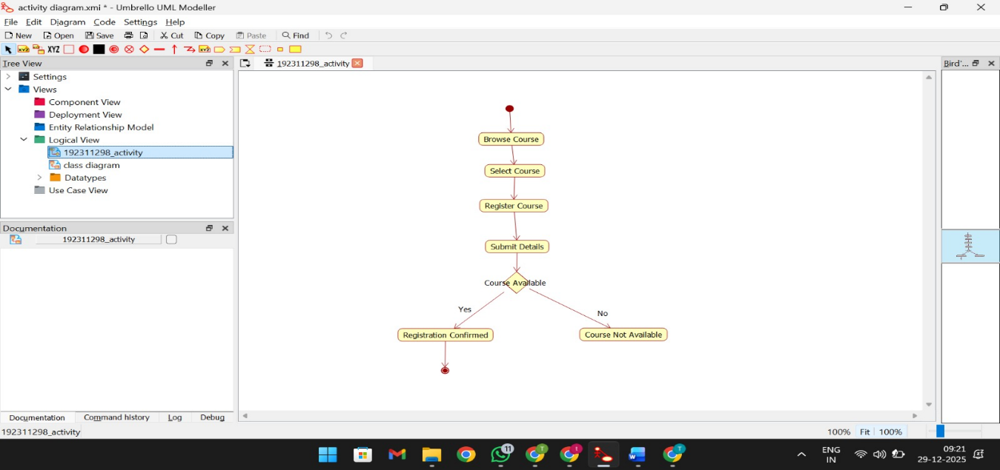 activity diagram.xmi * - Umbrello UML Modeller
File Edit Diagram Code Settings Help
New Open Save Cut Copy Paste Find
XYZ
Tree View
192311298_activity
Bird'...
Settings
Views
Component View
Deployment View
Entity Relationship Model
Logical View
192311298_activity
class diagram
Datatypes
Use Case View
Documentation
192311298_activity
Browse Course
Select Course
Register Course
Submit Details
Course Available
Yes
No
Registration Confirmed
Course Not Available
Documentation Command history Log Debug
192311298_activity
100% Fit 100%
11
T
t
T
ENG
IN
09:21
29-12-2025